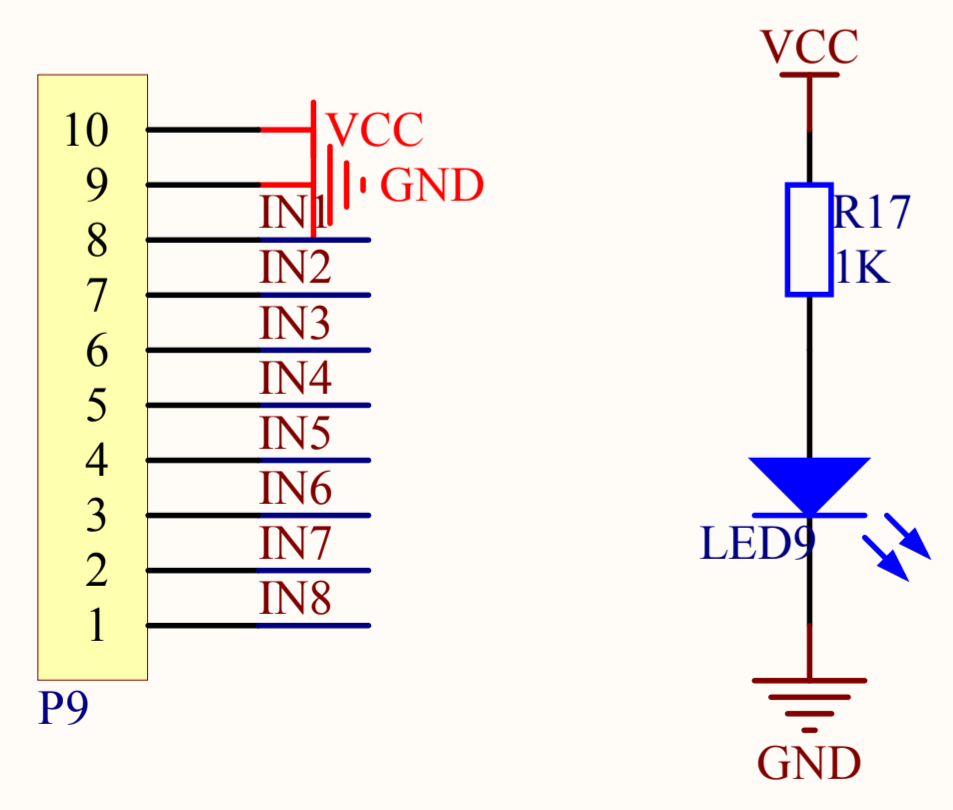 VCC
10 VCC
9 GND
IN1
8
IN2
7
IN3
6
IN4
5
IN5
4
IN6
3
IN7
2
IN8
1
P9
R17
1K
LED9
GND